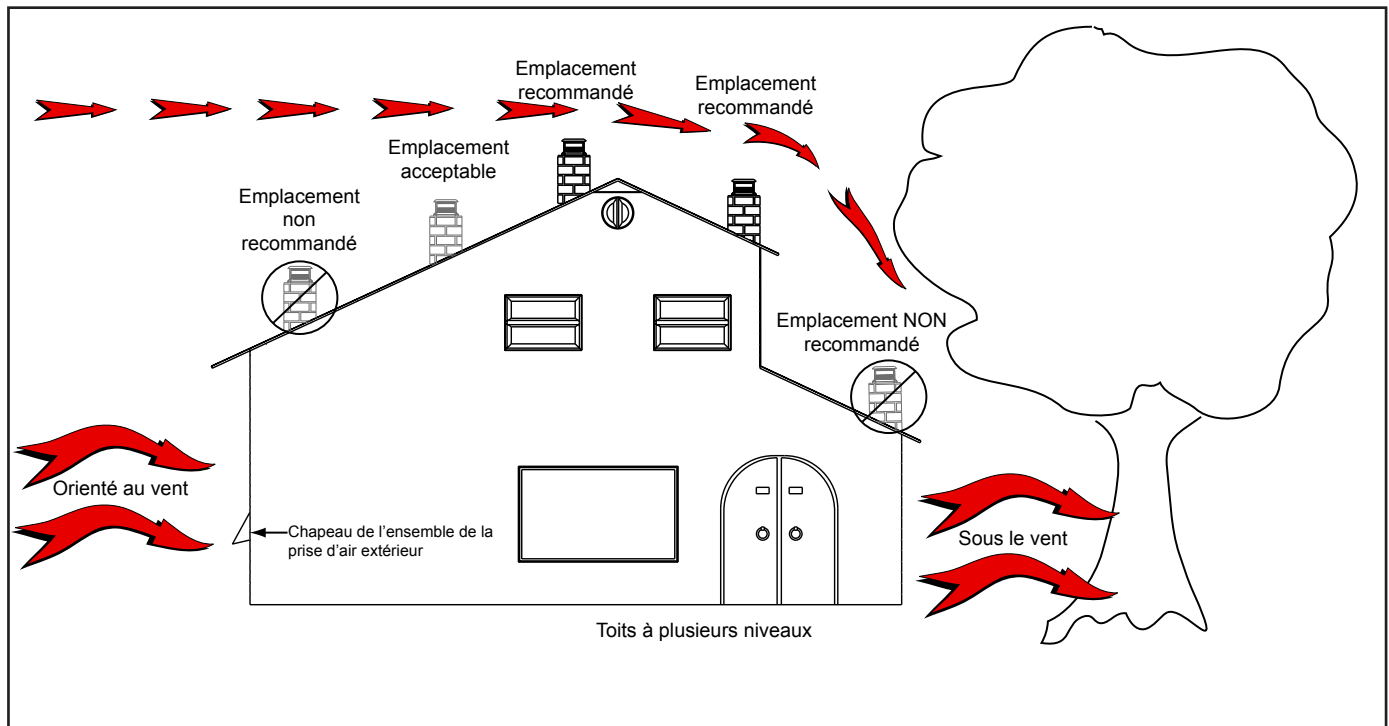 Emplacement
recommandé
Emplacement
recommandé
Emplacement
acceptable
Emplacement
non
recommandé
Emplacement NON
recommandé
Orienté au vent
Chapeau de l’ensemble de la
prise d’air extérieur
Sous le vent
Toits à plusieurs niveaux